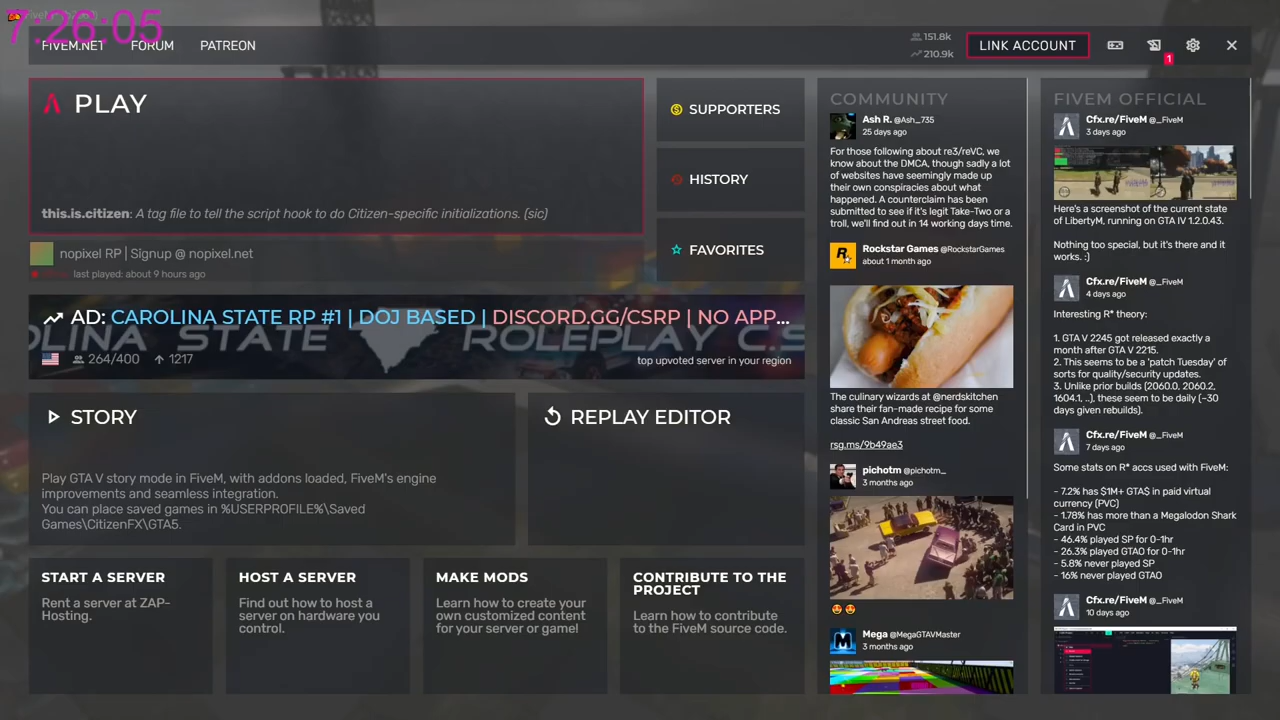 7:26:05
FIVEM.NET
FORUM
PATREON
151.8k
210.9k
LINK ACCOUNT
1
PLAY
this.is.citizen: A tag file to tell the script hook to do Citizen-specific initializations. (sic)
nopixel RP | Signup @ nopixel.net
last played: about 9 hours ago
SUPPORTERS
HISTORY
FAVORITES
AD: CAROLINA STATE RP #1 | DOJ BASED | DISCORD.GG/CSRP | NO APP...
264/400
1217
top upvoted server in your region
STORY
Play GTA V story mode in FiveM, with addons loaded, FiveM's engine
improvements and seamless integration.
You can place saved games in %USERPROFILE%\Saved
Games\CitizenFX\GTA5.
REPLAY EDITOR
START A SERVER
Rent a server at ZAP-
Hosting.
HOST A SERVER
Find out how to host a
server on hardware you
control.
MAKE MODS
Learn how to create your
own customized content
for your server or game!
CONTRIBUTE TO THE
PROJECT
Learn how to contribute
to the FiveM source code.
COMMUNITY
Ash R. @Ash_735
25 days ago
For those following about re3/reVC, we
know about the DMCA, though sadly a lot
of websites have seemingly made up
their own conspiracies about what
happened. A counterclaim has been
submitted to see if it's legit Take-Two or a
troll, we'll find out in 14 working days time.
Rockstar Games @RockstarGames
about 1 month ago
The culinary wizards at @nerdskitchen
share their fan-made recipe for some
classic San Andreas street food.
rsg.ms/9b49ae3
pichotm @pichotm_
3 months ago
Mega @MegaGTAVMaster
3 months ago
FIVEM OFFICIAL
Cfx.re/FiveM @_FiveM
3 days ago
Here's a screenshot of the current state
of LibertyM, running on GTA IV 1.2.0.43.
Nothing too special, but it's there and it
works. :)
Cfx.re/FiveM @_FiveM
4 days ago
Interesting R* theory:
1. GTA V 2245 got released exactly a
month after GTA V 2215.
2. This seems to be a 'patch Tuesday' of
sorts for quality/security updates.
3. Unlike prior builds (2060.0, 2060.2,
1604.1, ..), these seem to be daily (~30
days given rebuilds).
Cfx.re/FiveM @_FiveM
7 days ago
Some stats on R* accs used with FiveM:
- 7.2% has $1M+ GTA$ in paid virtual
currency (PVC)
- 1.78% has more than a Megalodon Shark
Card in PVC
- 46.4% played SP for 0-1hr
- 26.3% played GTAO for 0-1hr
- 5.8% never played SP
- 16% never played GTAO
Cfx.re/FiveM @_FiveM
10 days ago